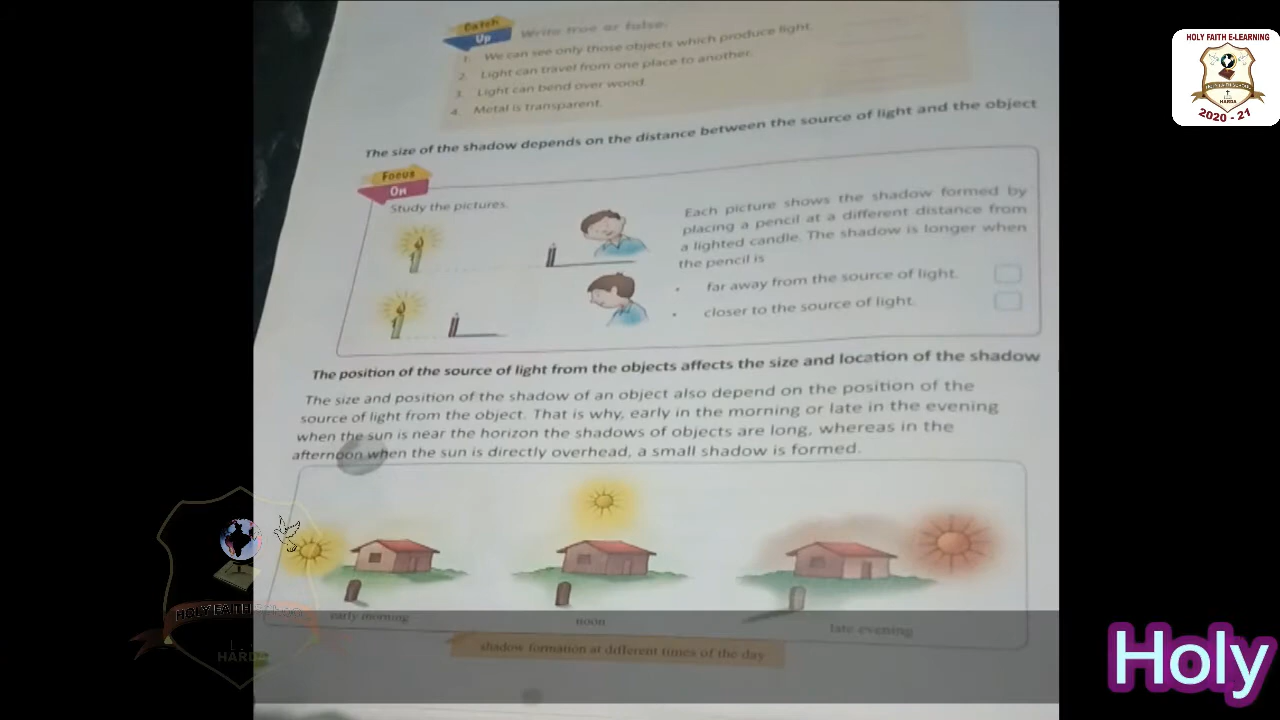 Catch
Up
Write true or false.
1. We can see only those objects which produce light.
2. Light can travel from one place to another.
3. Light can bend over wood.
4. Metal is transparent.
The size of the shadow depends on the distance between the source of light and the object
Focus
On
Study the pictures.
Each picture shows the shadow formed by
placing a pencil at a different distance from
a lighted candle. The shadow is longer when
the pencil is
• far away from the source of light.
• closer to the source of light.
The position of the source of light from the objects affects the size and location of the shadow
The size and position of the shadow of an object also depend on the position of the
source of light from the object. That is why, early in the morning or late in the evening
when the sun is near the horizon the shadows of objects are long, whereas in the
afternoon when the sun is directly overhead, a small shadow is formed.
early morning
noon
late evening
shadow formation at different times of the day
HOLY FAITH E-LEARNING
HOLY FAITH SCHOOL
HARDA
2020 - 21
HOLY FAITH SCHOOL
HARDA
Holy